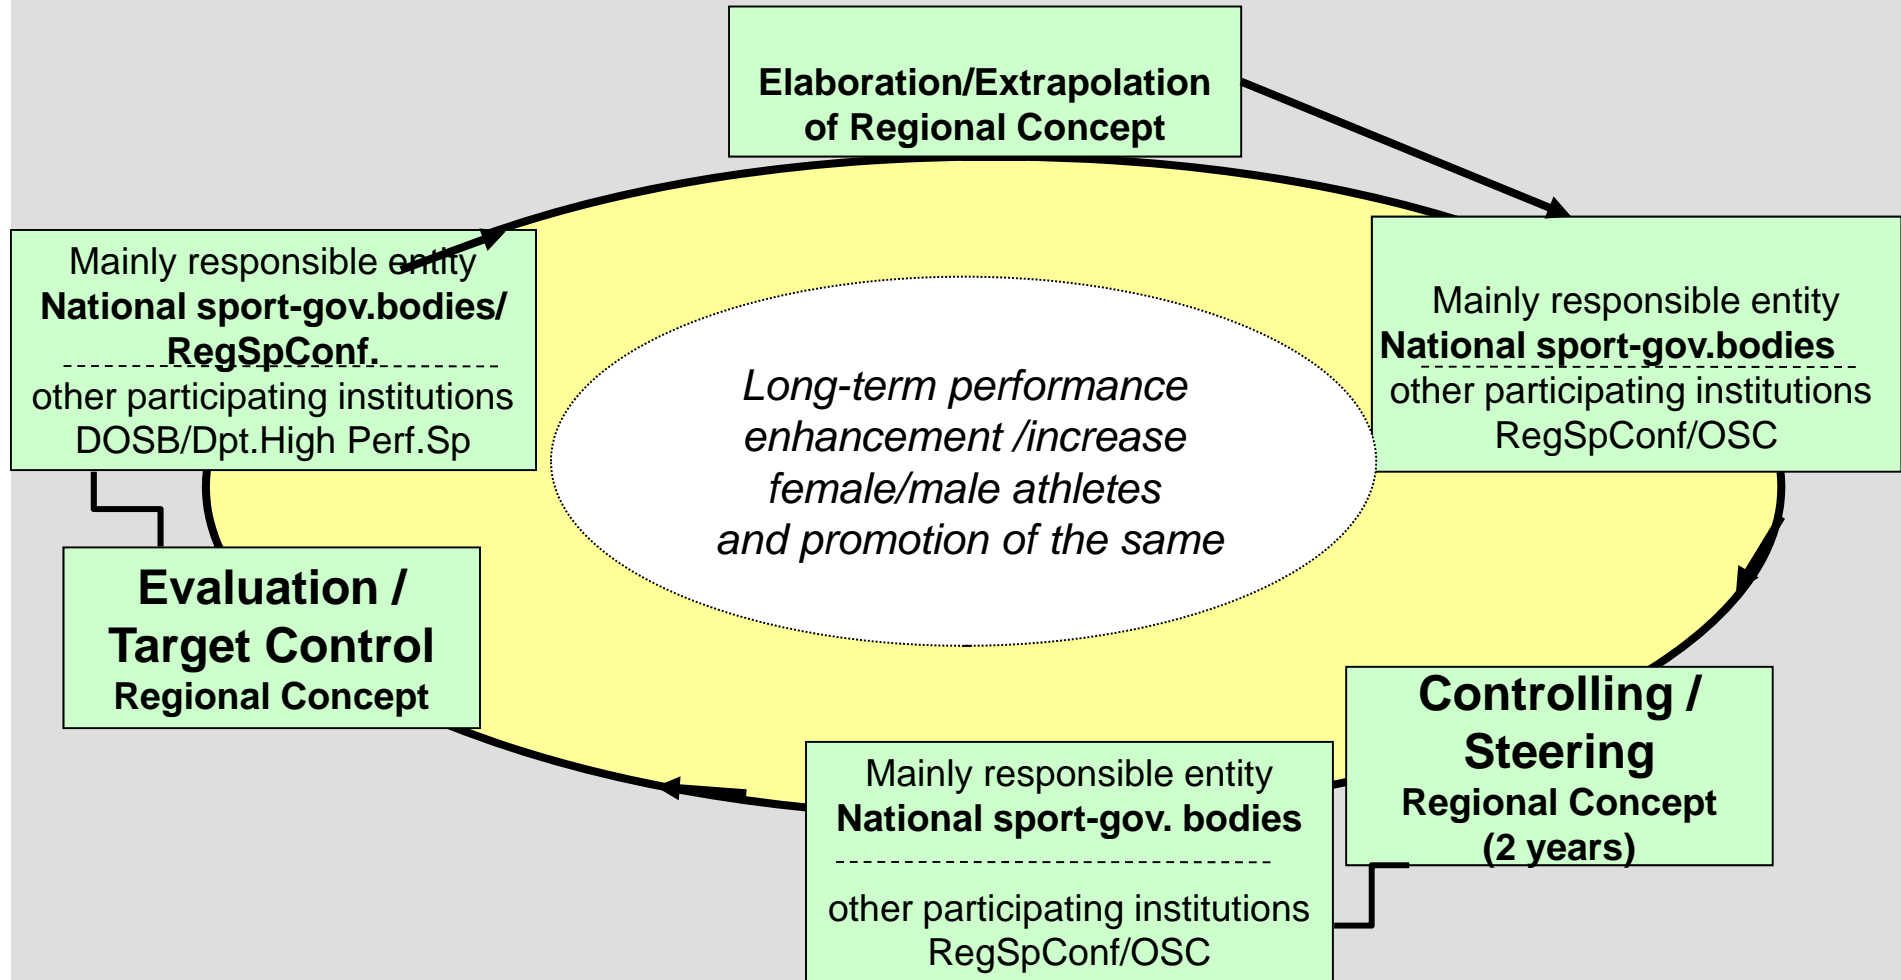 Elaboration/Extrapolation
of Regional Concept
Mainly responsible entity
National sport-gov.bodies/
RegSpConf.
other participating institutions
DOSB/Dpt.High Perf.Sp
Mainly responsible entity
National sport-gov.bodies
other participating institutions
RegSpConf/OSC
Long-term performance
enhancement /increase
female/male athletes
and promotion of the same
Evaluation /
Target Control
Regional Concept
Controlling /
Steering
Regional Concept
(2 years)
Mainly responsible entity
National sport-gov. bodies
other participating institutions
RegSpConf/OSC